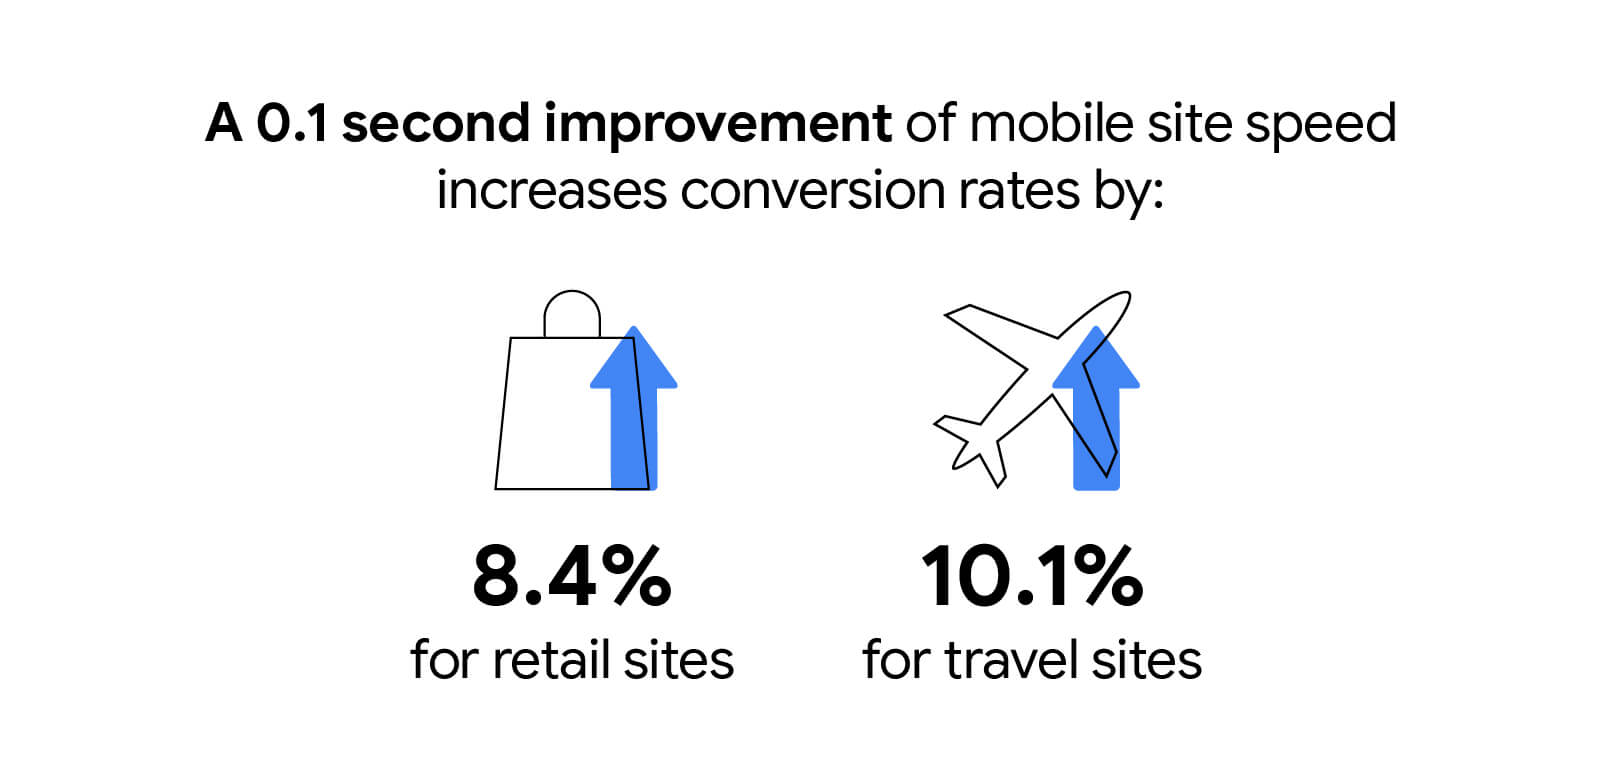 A 0.1 second improvement of mobile site speed
increases conversion rates by:
8.4%
for retail sites
10.1%
for travel sites